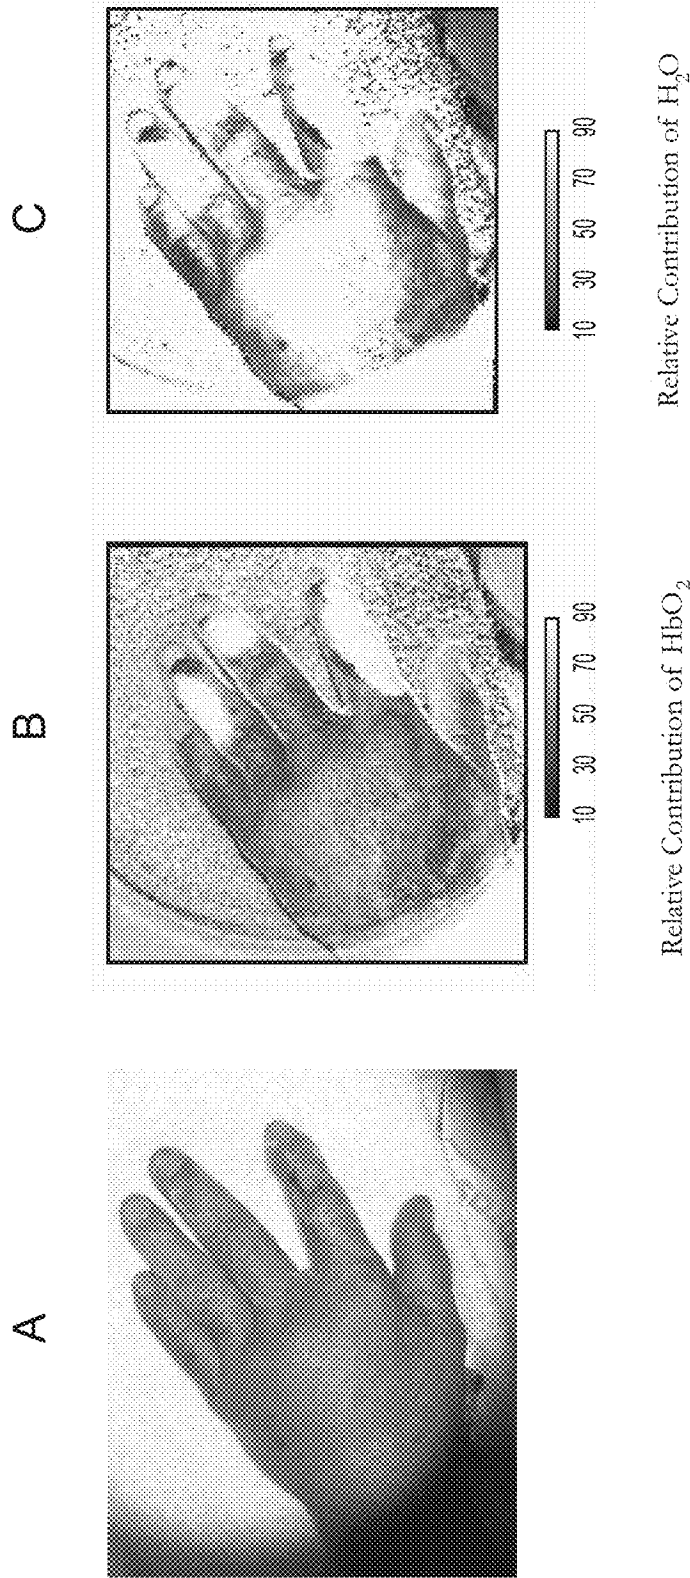 A
B
C
10 30 50 70 90
10 30 50 70 90
Relative Contribution of HbO₂
Relative Contribution of H₂O